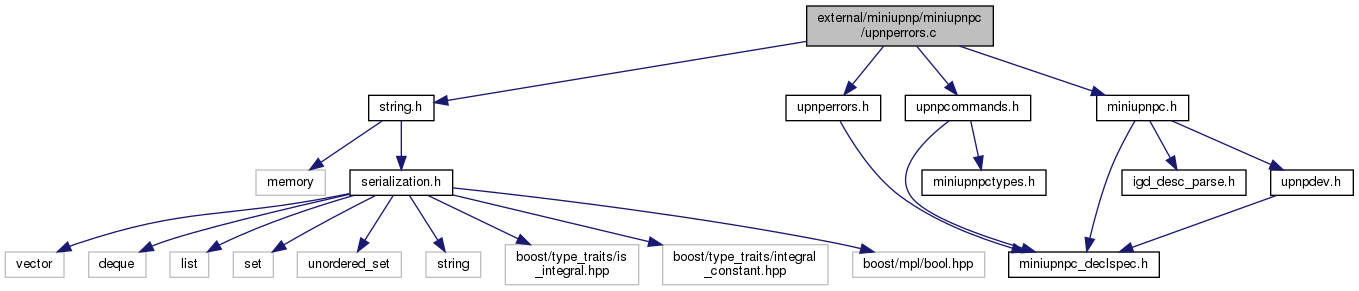 external/miniupnp/miniupnpc
/upnperrors.c
string.h
upnperrors.h
upnpcommands.h
miniupnpc.h
memory
serialization.h
miniupnpctypes.h
igd_desc_parse.h
upnpdev.h
vector
deque
list
set
unordered_set
string
boost/type_traits/is
_integral.hpp
boost/type_traits/integral
_constant.hpp
boost/mpl/bool.hpp
miniupnpc_declspec.h